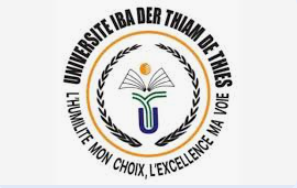 UNIVERSITE IBA DER THIAM DE THIES
L'HUMILITE MON CHOIX, L'EXCELLENCE MA VOIE
U